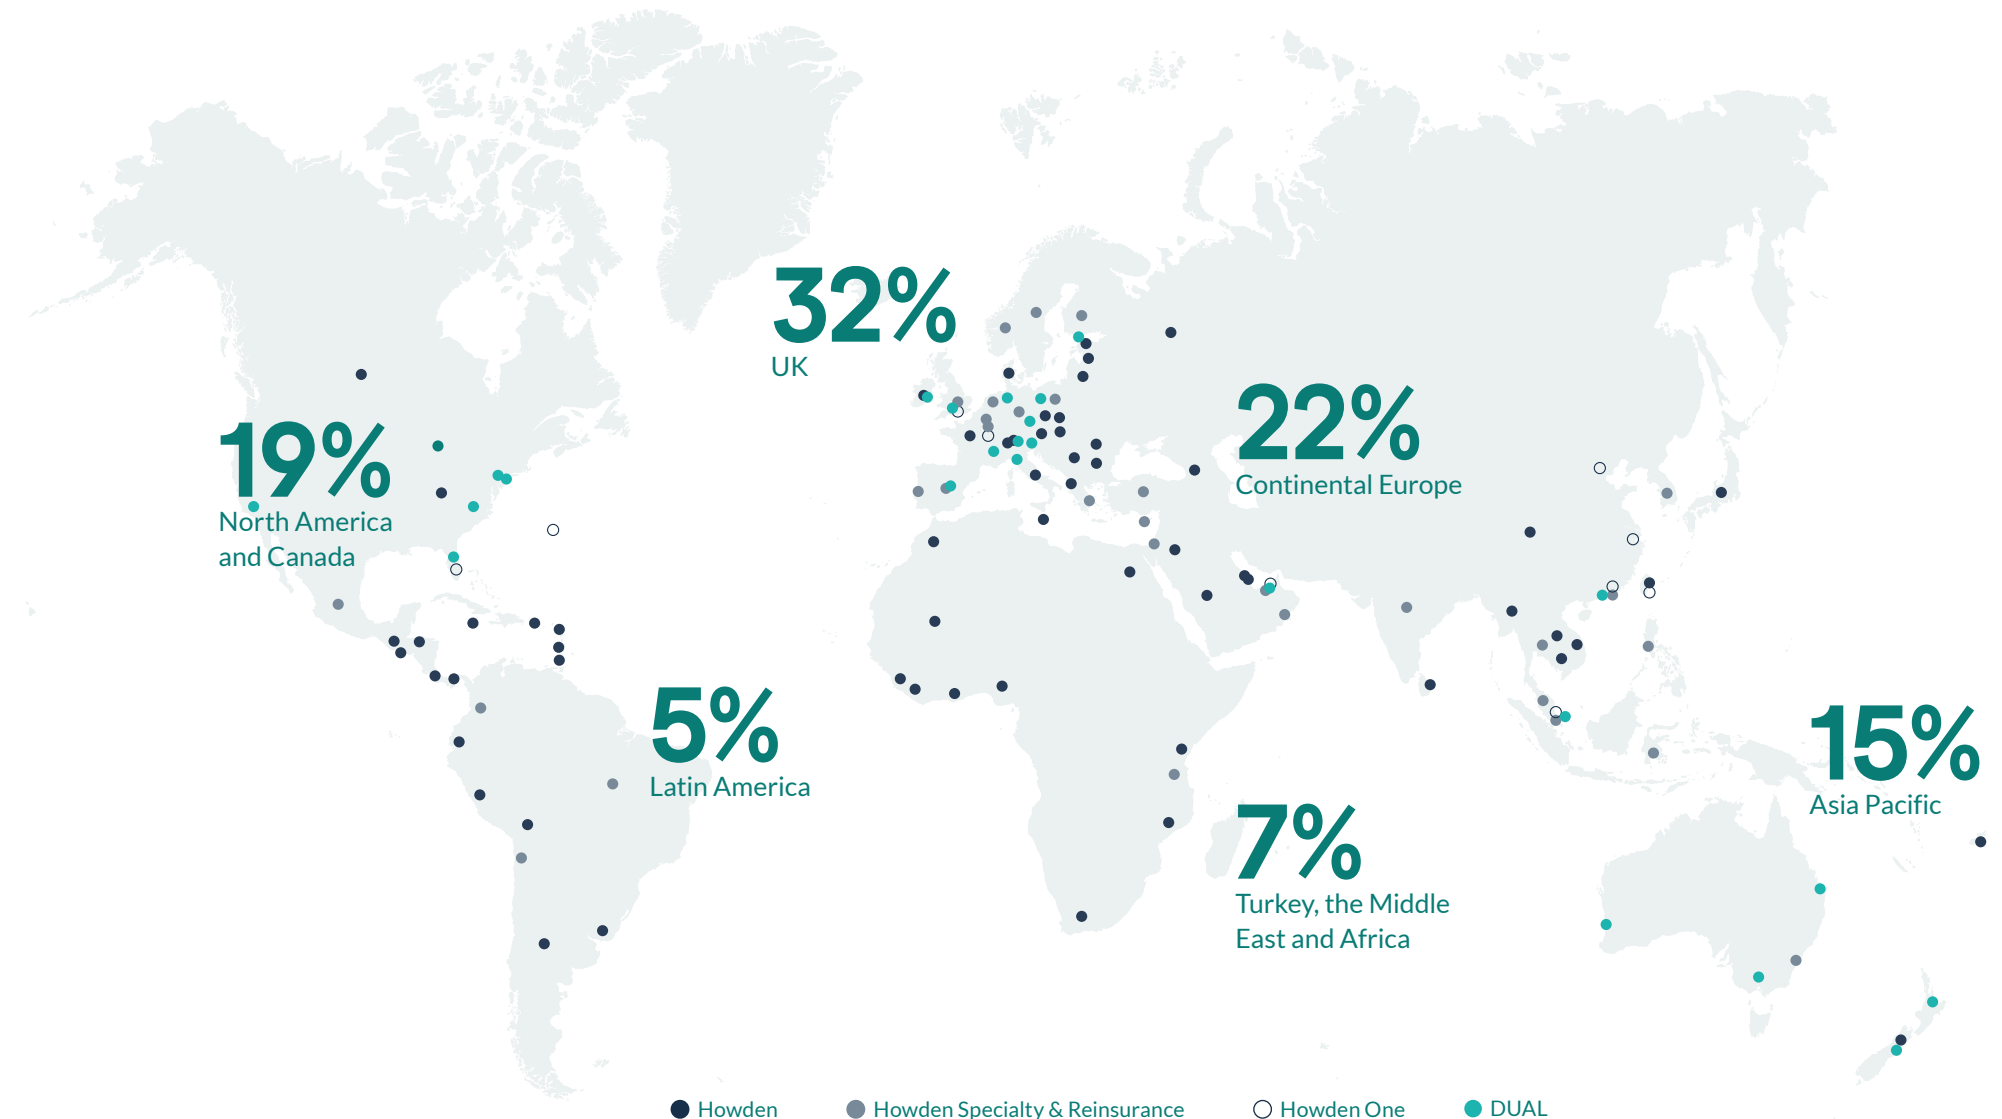 32%
UK
22%
Continental Europe
19%
North America
and Canada
5%
Latin America
15%
Asia Pacific
7%
Turkey, the Middle
East and Africa
Howden
Howden Specialty & Reinsurance
Howden One
DUAL